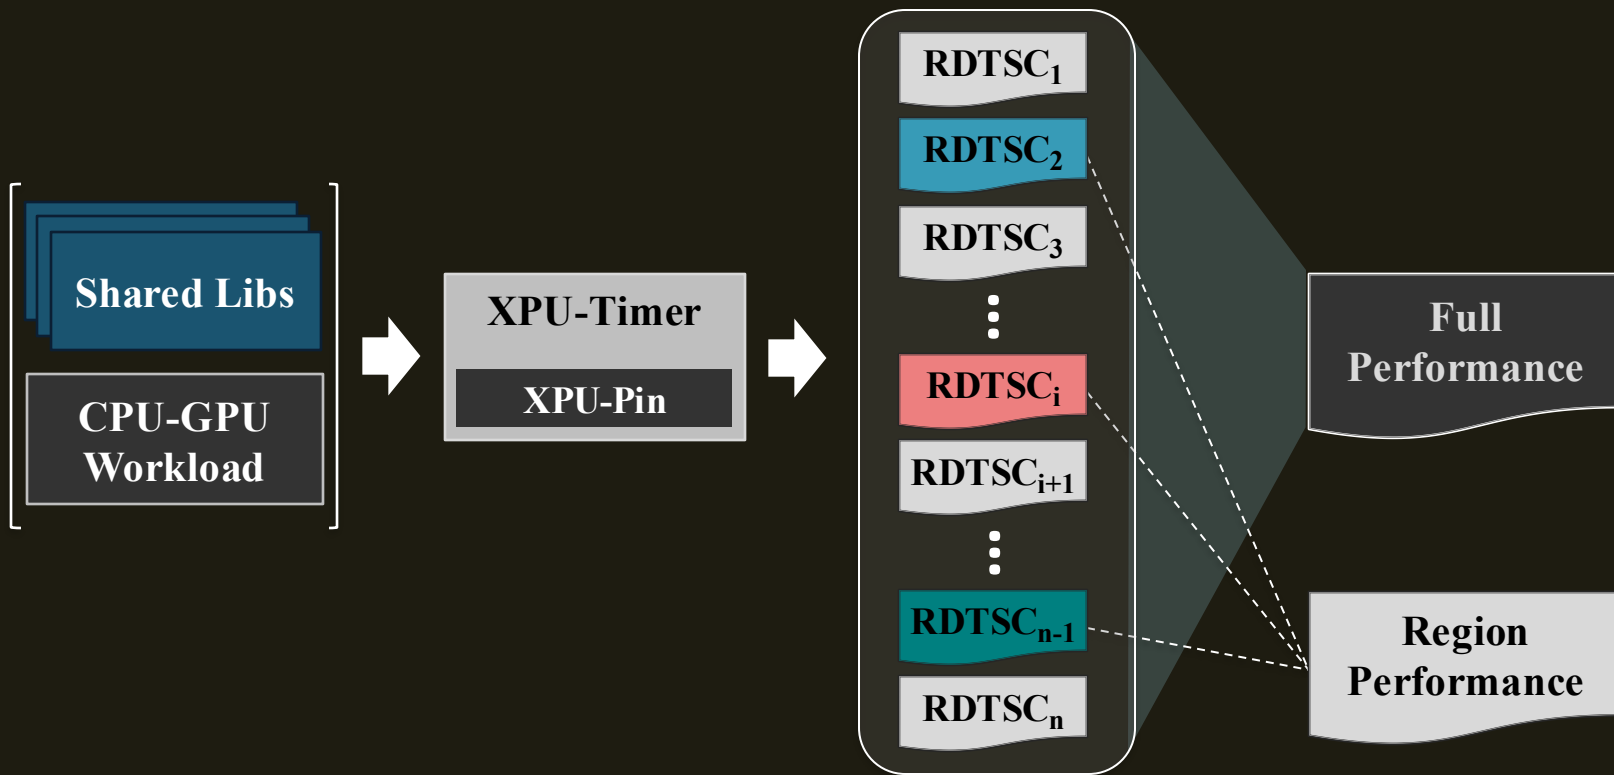 Shared Libs
CPU-GPU
Workload
XPU-Timer
XPU-Pin
RDTSC₁
RDTSC₂
RDTSC₃
RDTSCᵢ
RDTSCᵢ₊₁
RDTSCₙ₋₁
RDTSCₙ
Full
Performance
Region
Performance